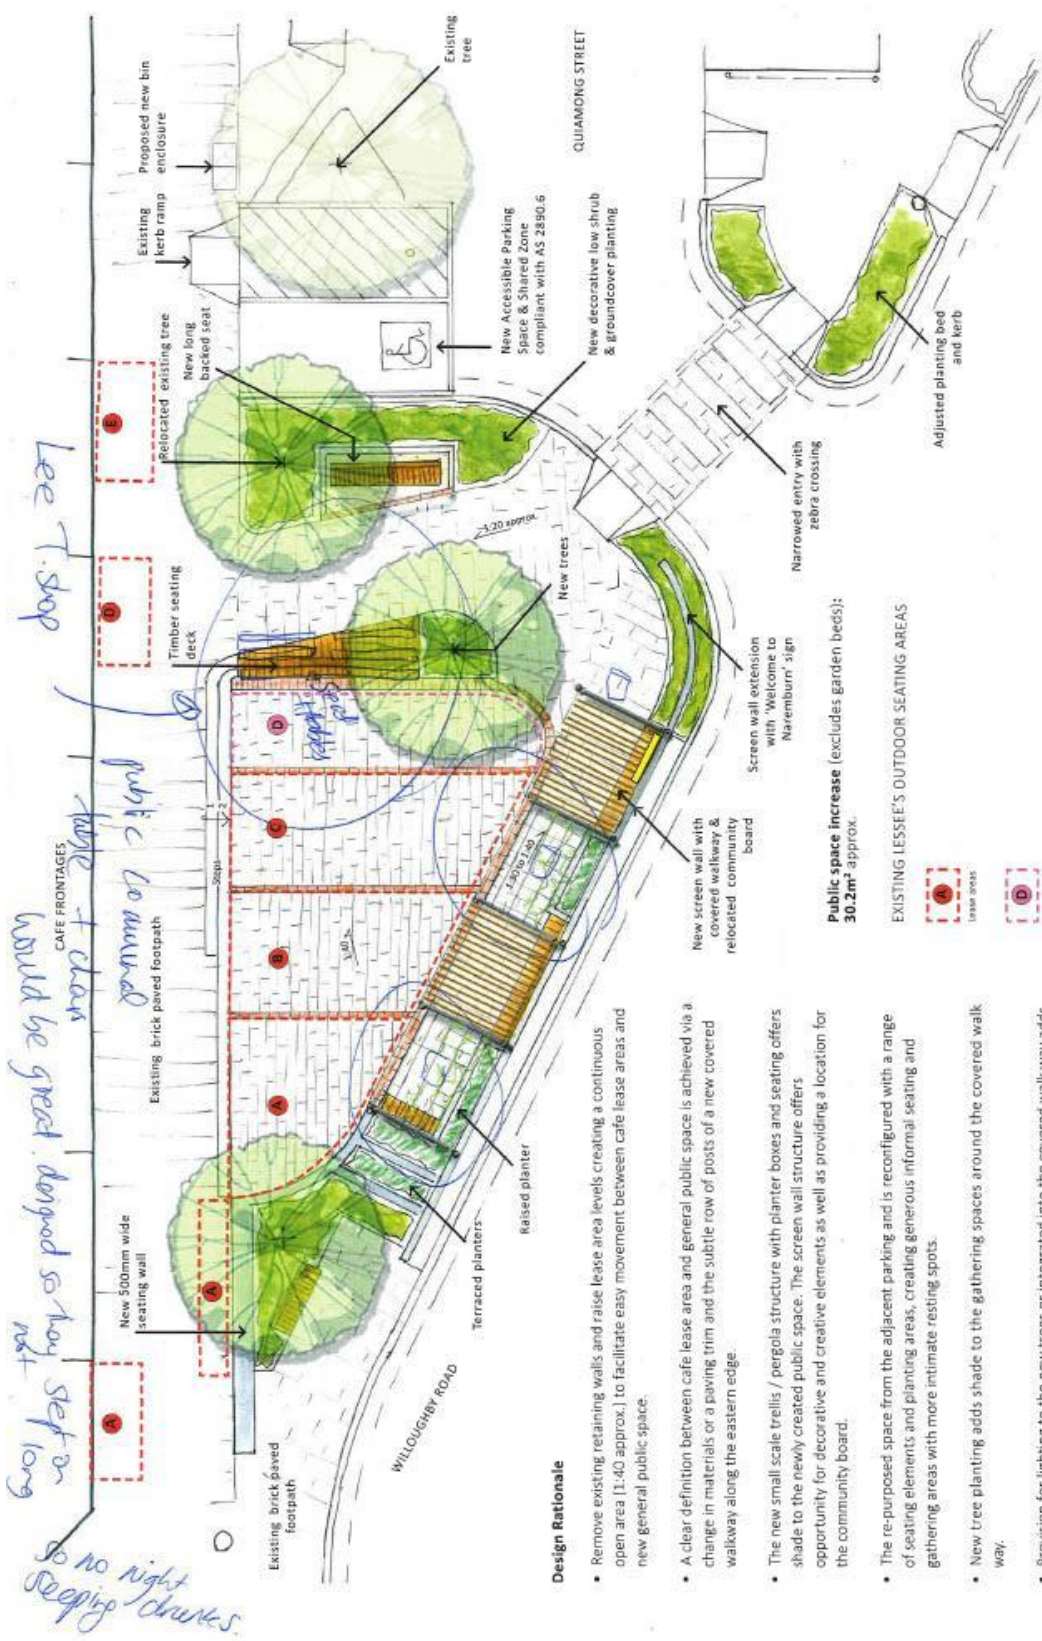 CAFE FRONTAGES
Lee T. shop
public
table + chairs
would be great designed so they
not long
so no night
sleeping
New 500mm wide
seating wall
Existing brick paved footpath
Steps
1
2
Timber seating
deck
Relocated existing tree
New long
backed seat
Existing
kerb ramp
Proposed new bin
enclosure
Existing
tree
A
A
A
B
C
D
D
E
1:40
1:20 approx.
Existing brick paved
footpath
WILLOUGHBY ROAD
Terraced planters
Raised planter
New trees
New Accessible Parking
Space & Shared Zone
compliant with AS 2890.6
New decorative low shrub
& groundcover planting
QUIAMONG STREET
New screen wall with
covered walkway &
relocated community
board
Screen wall extension
with 'Welcome to
Naremburn' sign
Narrowed entry with
zebra crossing
Adjusted planting bed
and kerb
Design Rationale
• Remove existing retaining walls and raise lease area levels creating a continuous
open area (1:40 approx.) to facilitate easy movement between cafe lease areas and
new general public space.
• A clear definition between cafe lease area and general public space is achieved via a
change in materials or a paving trim and the subtle row of posts of a new covered
walkway along the eastern edge.
• The new small scale trellis / pergola structure with planter boxes and seating offers
shade to the newly created public space. The screen wall structure offers
opportunity for decorative and creative elements as well as providing a location for
the community board.
• The re-purposed space from the adjacent parking and is reconfigured with a range
of seating elements and planting areas, creating generous informal seating and
gathering areas with more intimate resting spots.
• New tree planting adds shade to the gathering spaces around the covered walk
way.
Public space increase (excludes garden beds):
30.2m² approx.
EXISTING LESSEE'S OUTDOOR SEATING AREAS
A
Lease areas
D